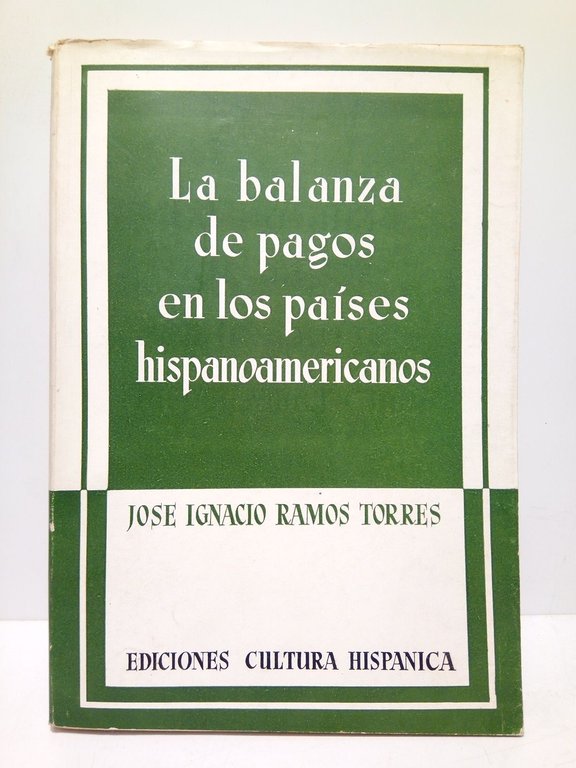 La balanza
de pagos
en los países
hispanoamericanos
JOSE IGNACIO RAMOS TORRES
EDICIONES CULTURA HISPANICA